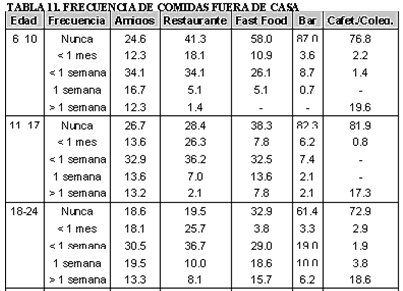 TABLA 11. FRECUENCIA DE COMIDAS FUERA DE CASA
Edad Frecuencia Amigos Restaurante Fast Food Bar Cafet./Coleg.
6 10 Nunca 24.6 41.3 58.0 87.0 76.8
< 1 mes 12.3 18.1 10.9 3.6 2.2
< 1 semana 34.1 34.1 26.1 8.7 1.4
1 semana 16.7 5.1 5.1 0.7 -
> 1 semana 12.3 1.4 - - 19.6
11 17 Nunca 26.7 28.4 38.3 82.3 81.9
< 1 mes 13.6 26.3 7.8 6.2 0.8
< 1 semana 32.9 36.2 32.5 7.4 -
1 semana 13.6 7.0 13.6 2.1 -
> 1 semana 13.2 2.1 7.8 2.1 17.3
18-24 Nunca 18.6 19.5 32.9 61.4 72.9
< 1 mes 18.1 25.7 3.8 3.3 2.9
< 1 semana 30.5 36.7 29.0 19.0 1.9
1 semana 19.5 10.0 18.6 10.0 3.8
> 1 semana 13.3 8.1 15.7 6.2 18.6